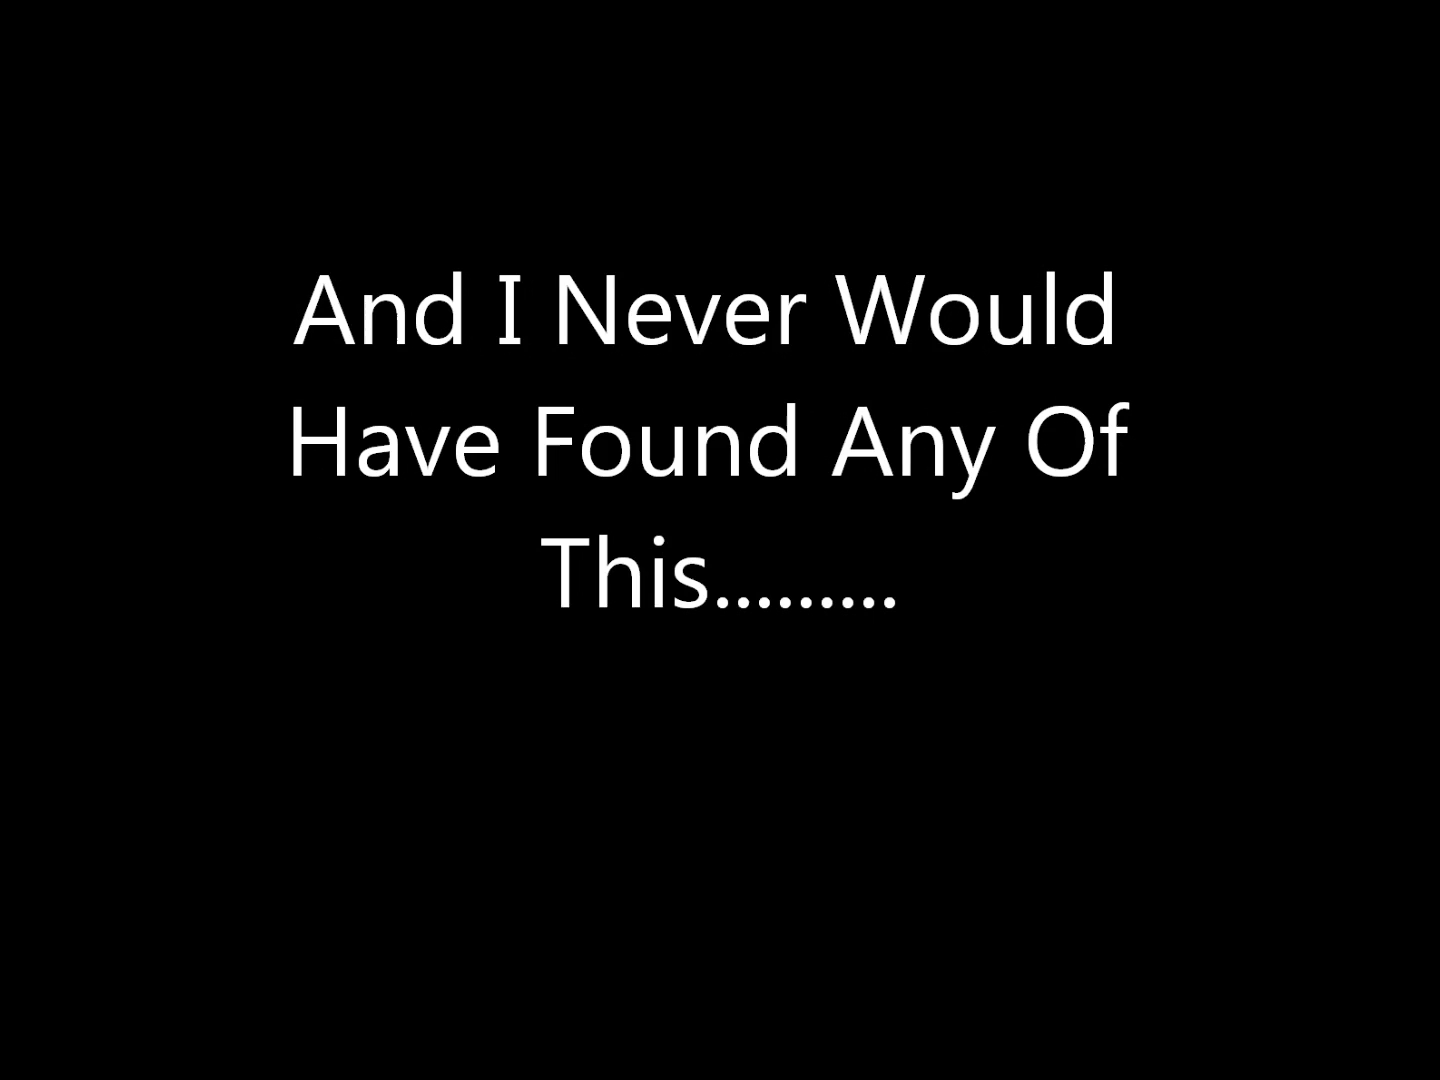 And I Never Would
Have Found Any Of
This.........